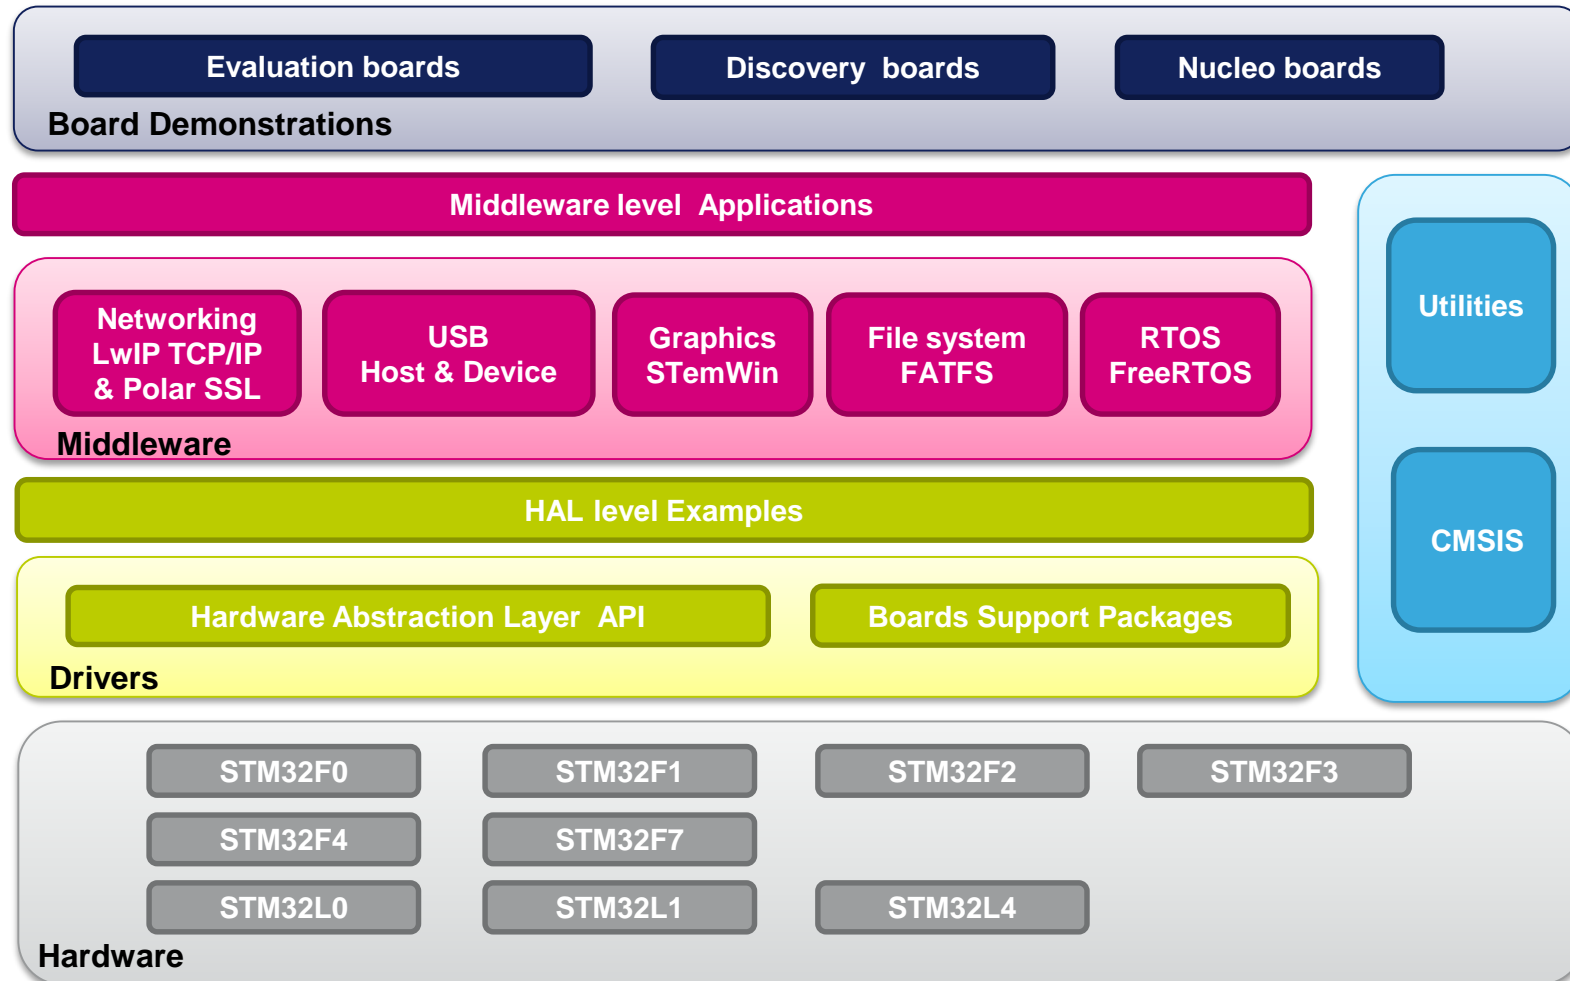 Evaluation boards
Discovery boards
Nucleo boards
Board Demonstrations
Middleware level Applications
Networking
LwIP TCP/IP
& Polar SSL
USB
Host & Device
Graphics
STemWin
File system
FATFS
RTOS
FreeRTOS
Middleware
Utilities
CMSIS
HAL level Examples
Hardware Abstraction Layer API
Boards Support Packages
Drivers
STM32F0
STM32F1
STM32F2
STM32F3
STM32F4
STM32F7
STM32L0
STM32L1
STM32L4
Hardware